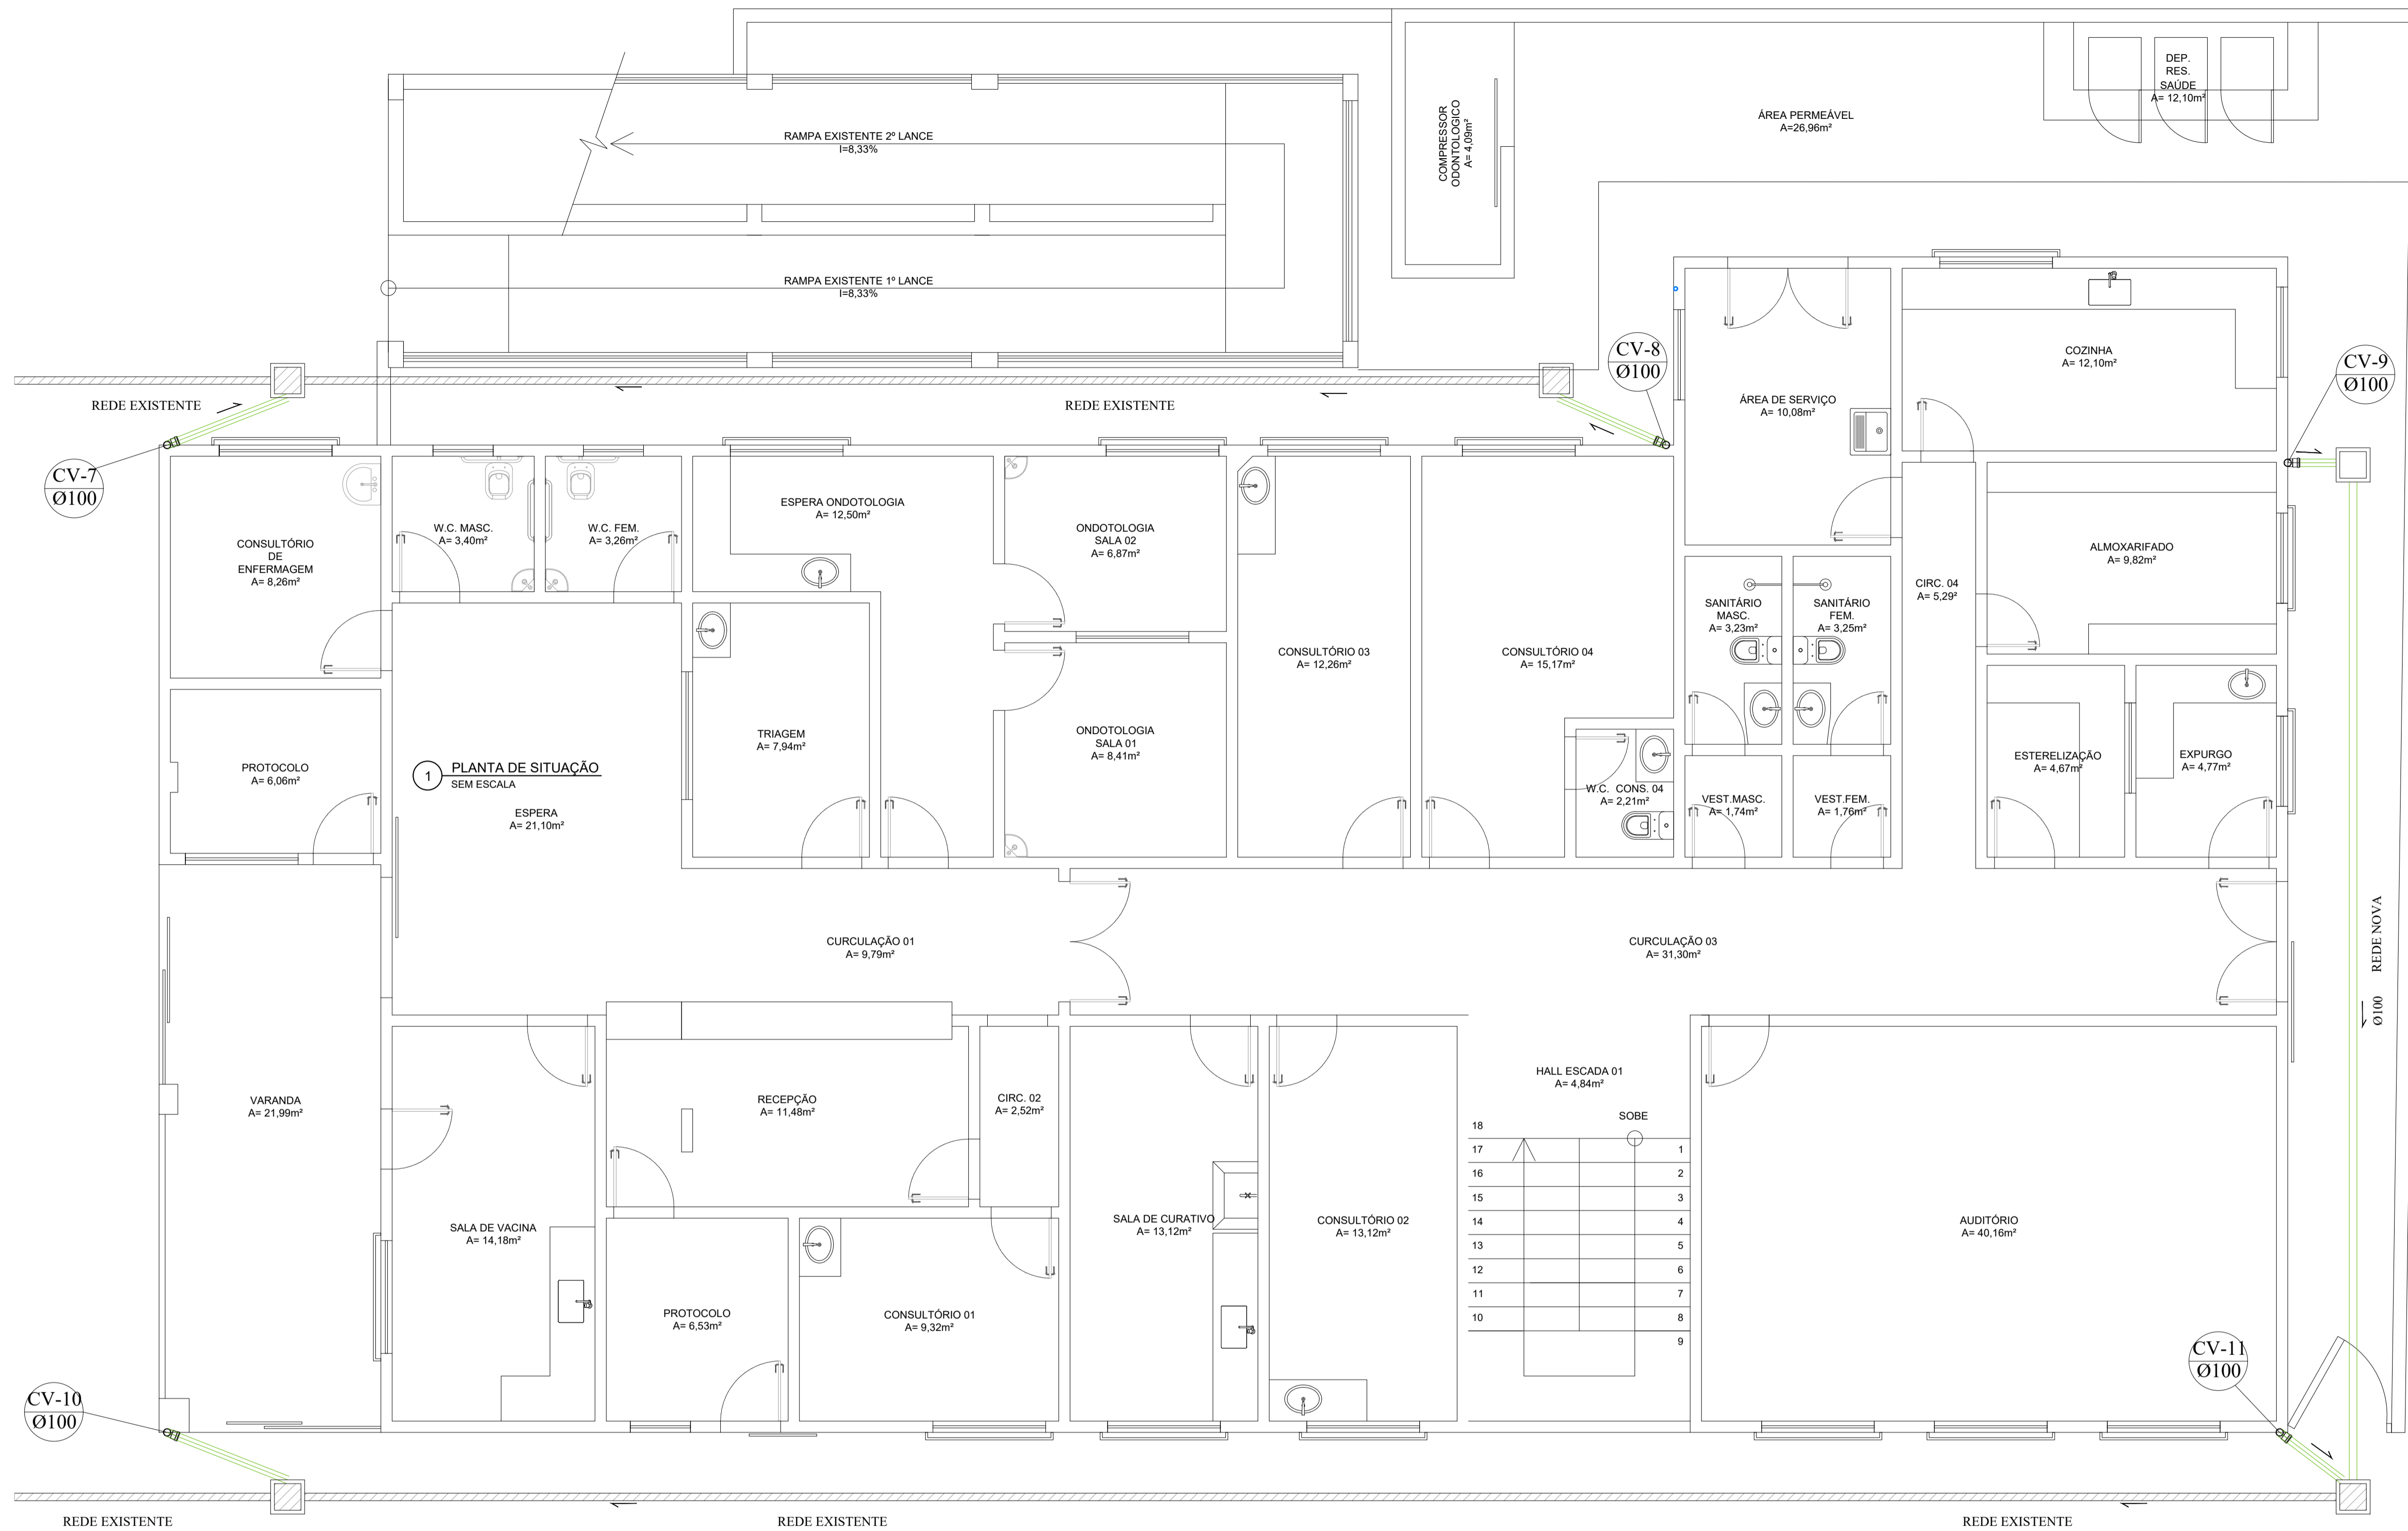 DEP.
RES.
SAÚDE
A= 12,10m²
COMPRESSOR
ODONTOLOGICO
A= 4,09m²
ÁREA PERMEÁVEL
A=26,96m²
RAMPA EXISTENTE 2º LANCE
I=8,33%
RAMPA EXISTENTE 1º LANCE
I=8,33%
CV-8
Ø100
CV-9
Ø100
COZINHA
A= 12,10m²
ÁREA DE SERVIÇO
A= 10,08m²
REDE EXISTENTE
REDE EXISTENTE
CV-7
Ø100
CONSULTÓRIO
DE
ENFERMAGEM
A= 8,26m²
W.C. MASC.
A= 3,40m²
W.C. FEM.
A= 3,26m²
ESPERA ONDOTOLOGIA
A= 12,50m²
ONDOTOLOGIA
SALA 02
A= 6,87m²
CONSULTÓRIO 03
A= 12,26m²
CONSULTÓRIO 04
A= 15,17m²
SANITÁRIO
MASC.
A= 3,23m²
SANITÁRIO
FEM.
A= 3,25m²
CIRC. 04
A= 5,29²
ALMOXARIFADO
A= 9,82m²
PROTOCOLO
A= 6,06m²
1
PLANTA DE SITUAÇÃO
SEM ESCALA
ESPERA
A= 21,10m²
TRIAGEM
A= 7,94m²
ONDOTOLOGIA
SALA 01
A= 8,41m²
W.C. CONS. 04
A= 2,21m²
VEST.MASC.
A= 1,74m²
VEST.FEM.
A= 1,76m²
ESTERELIZAÇÃO
A= 4,67m²
EXPURGO
A= 4,77m²
CURCULAÇÃO 01
A= 9,79m²
CURCULAÇÃO 03
A= 31,30m²
Ø100 REDE NOVA
VARANDA
A= 21,99m²
RECEPÇÃO
A= 11,48m²
CIRC. 02
A= 2,52m²
HALL ESCADA 01
A= 4,84m²
SOBE
18
17
16
15
14
13
12
11
10
1
2
3
4
5
6
7
8
9
SALA DE VACINA
A= 14,18m²
SALA DE CURATIVO
A= 13,12m²
CONSULTÓRIO 02
A= 13,12m²
AUDITÓRIO
A= 40,16m²
PROTOCOLO
A= 6,53m²
CONSULTÓRIO 01
A= 9,32m²
CV-10
Ø100
CV-11
Ø100
REDE EXISTENTE
REDE EXISTENTE
REDE EXISTENTE